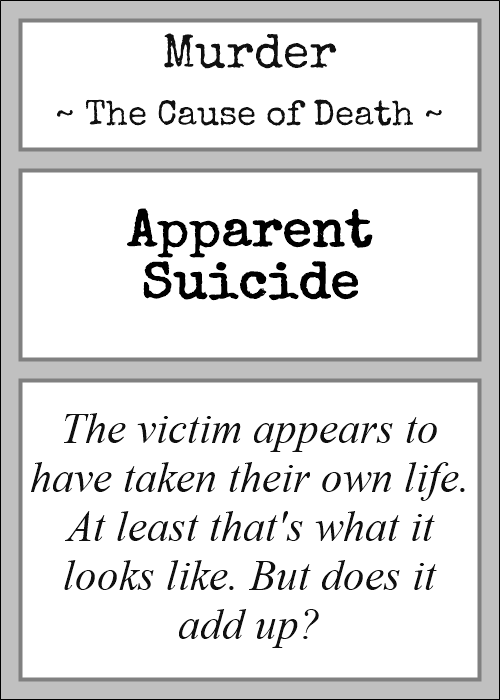 Murder
~ The Cause of Death ~
Apparent
Suicide
The victim appears to
have taken their own life.
At least that's what it
looks like. But does it
add up?